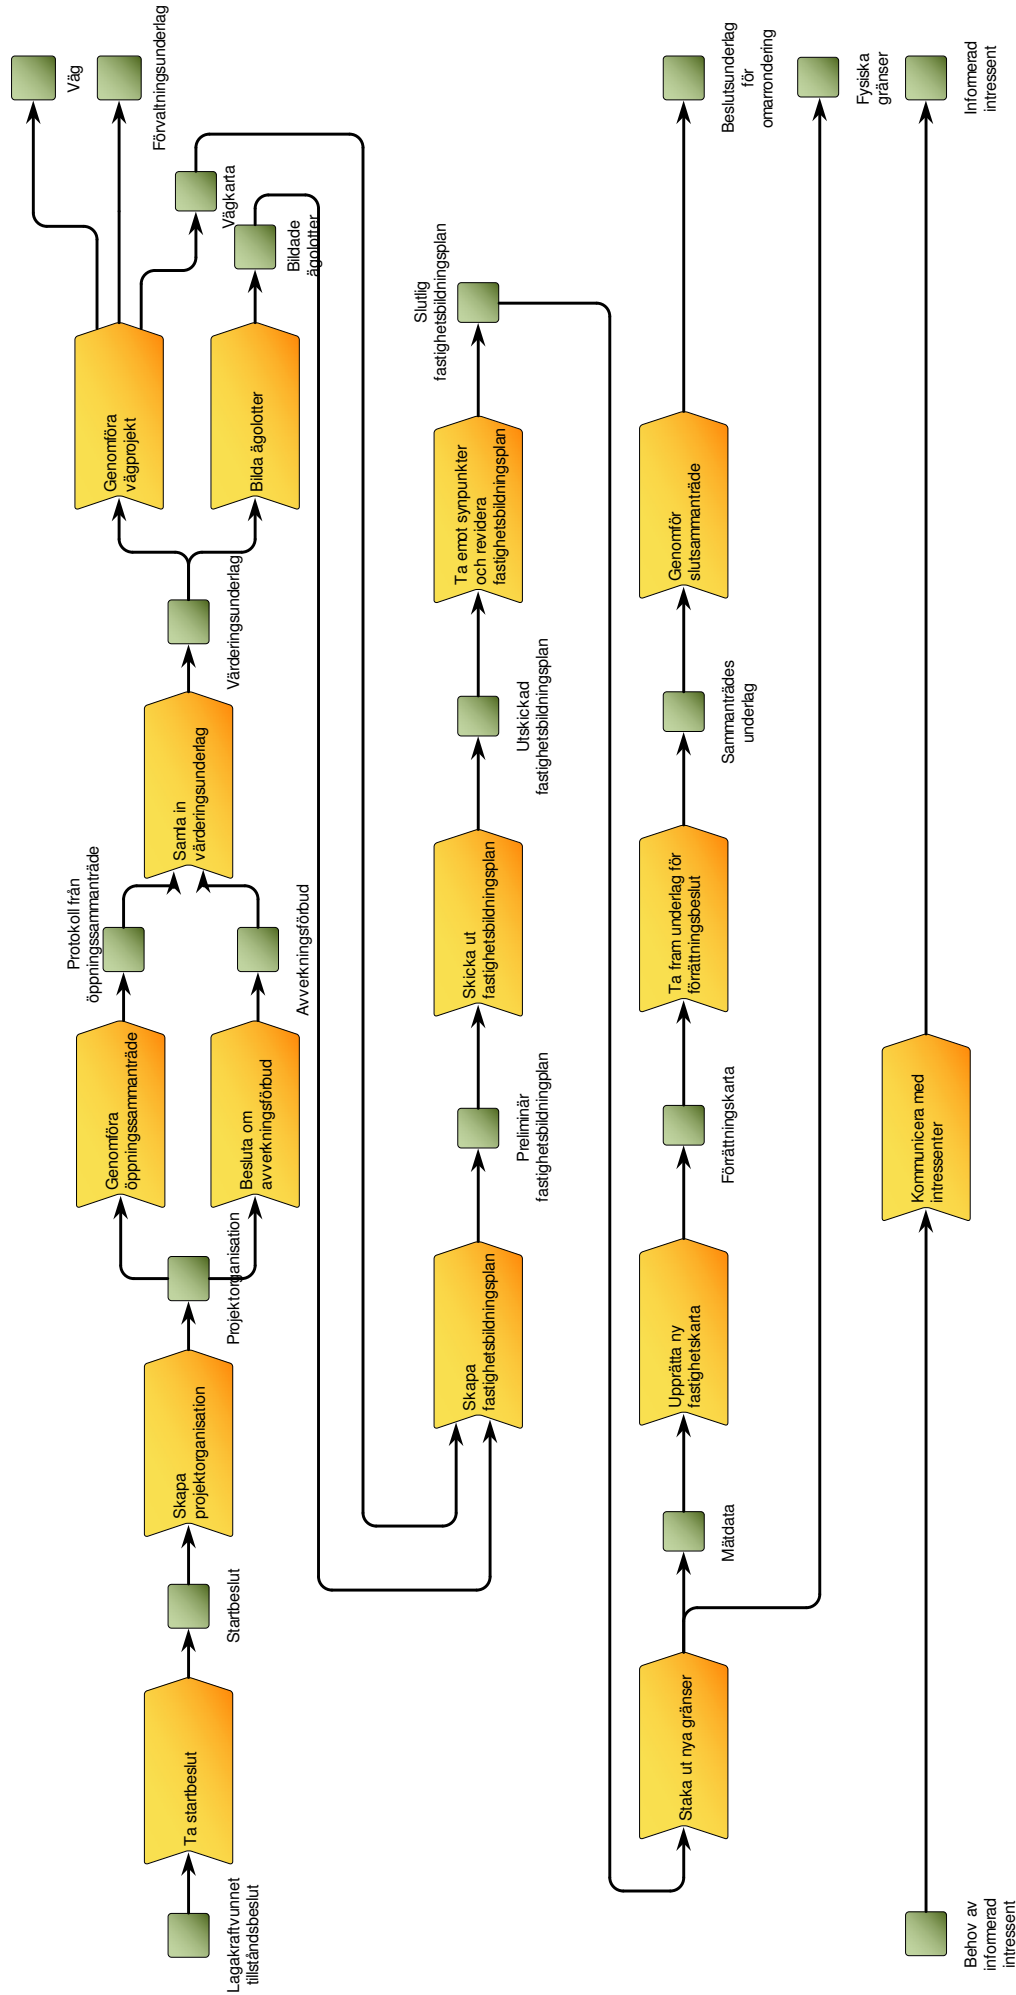 Lagakraftvunnet
tillståndsbeslut
Ta startbeslut
Startbeslut
Skapa
projektorganisation
Projektorganisation
Genomföra
öppningssammanträde
Protokoll från
öppningssammanträde
Besluta om
avverkningsförbud
Avverkningsförbud
Samla in
värderingsunderlag
Värderingsunderlag
Genomföra
vägprojekt
Väg
Förvaltningsunderlag
Vägkarta
Bilda ägolotter
Bildade
ägolotter
Skapa
fastighetsbildningsplan
Preliminär
fastighetsbildningplan
Skicka ut
fastighetsbildningsplan
Utskickad
fastighetsbildningsplan
Ta emot synpunkter
och revidera
fastighetsbildningsplan
Slutlig
fastighetsbildningsplan
Staka ut nya gränser
Mätdata
Upprätta ny
fastighetskarta
Förrättningskarta
Ta fram underlag för
förrättningsbeslut
Sammanträdes
underlag
Genomför
slutsammanträde
Beslutsunderlag
för
omarrondering
Fysiska
gränser
Behov av
informerad
intressent
Kommunicera med
intressenter
Informerad
intressent